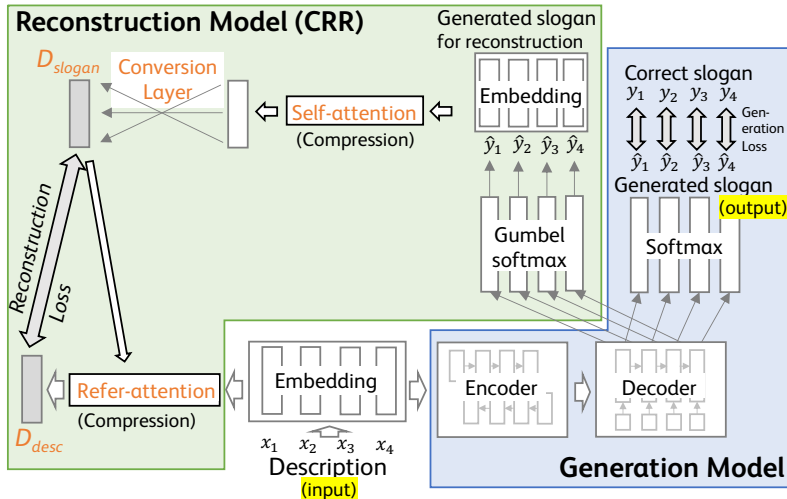 Reconstruction Model (CRR)
Generated slogan
for reconstruction
D_slogan
Conversion
Layer
Self-attention
(Compression)
Embedding
ŷ₁ ŷ₂ ŷ₃ ŷ₄
Correct slogan
y₁ y₂ y₃ y₄
Gen-
eration
Loss
ŷ₁ ŷ₂ ŷ₃ ŷ₄
Generated slogan
(output)
Gumbel
softmax
Softmax
Reconstruction
Loss
Refer-attention
(Compression)
D_desc
Embedding
x₁ x₂ x₃ x₄
Description
(input)
Encoder
Decoder
Generation Model